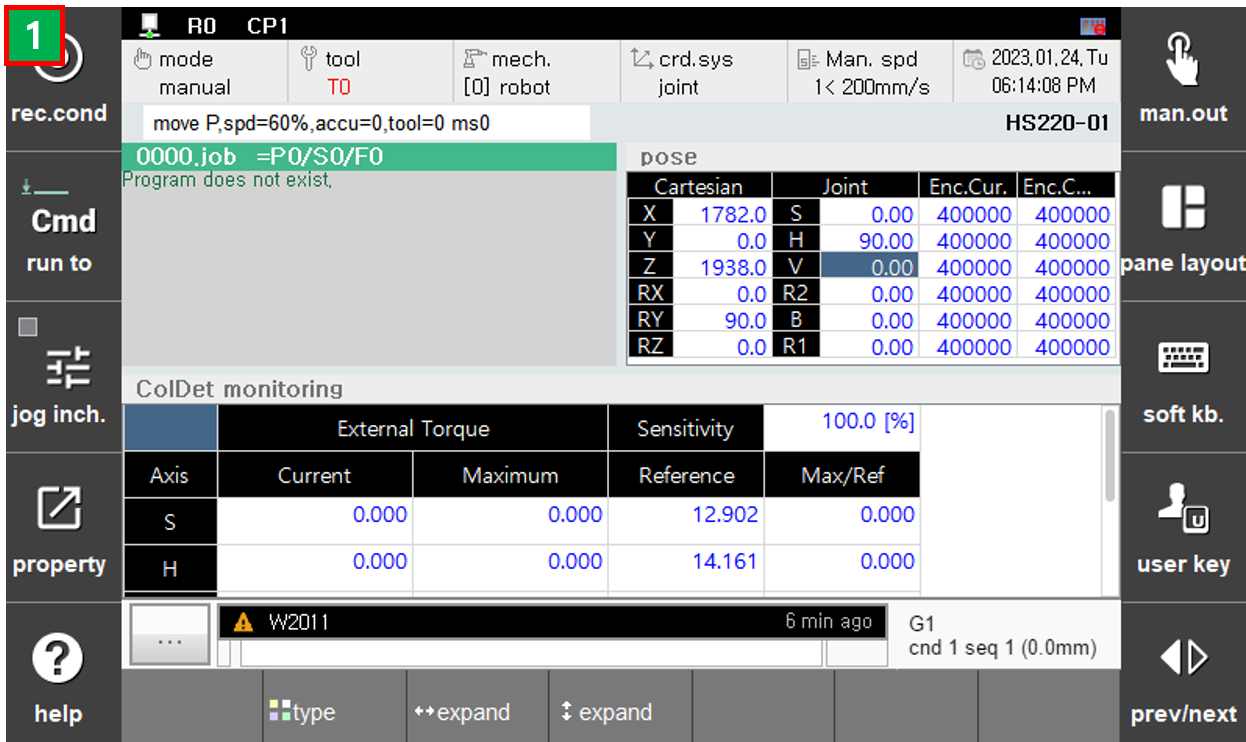 1
R0 CP1
rec.cond
mode
manual
tool
T0
mech.
[0] robot
crd.sys
joint
Man. spd
1< 200mm/s
2023,01,24, Tu
06:14:08 PM
man.out
move P,spd=60%,accu=0,tool=0 ms0
HS220-01
0000.job =P0/S0/F0
Program does not exist,
Cmd
run to
pose
Cartesian Joint Enc.Cur. Enc.C...
X 1782.0 S 0.00 400000 400000
Y 0.0 H 90.00 400000 400000
Z 1938.0 V 0.00 400000 400000
RX 0.0 R2 0.00 400000 400000
RY 90.0 B 0.00 400000 400000
RZ 0.0 R1 0.00 400000 400000
pane layout
jog inch.
ColDet monitoring
External Torque Sensitivity 100.0 [%]
Axis Current Maximum Reference Max/Ref
S 0.000 0.000 12.902 0.000
H 0.000 0.000 14.161 0.000
soft kb.
property
U
user key
...
W2011 6 min ago
G1
cnd 1 seq 1 (0.0mm)
?
help
type
expand
expand
prev/next